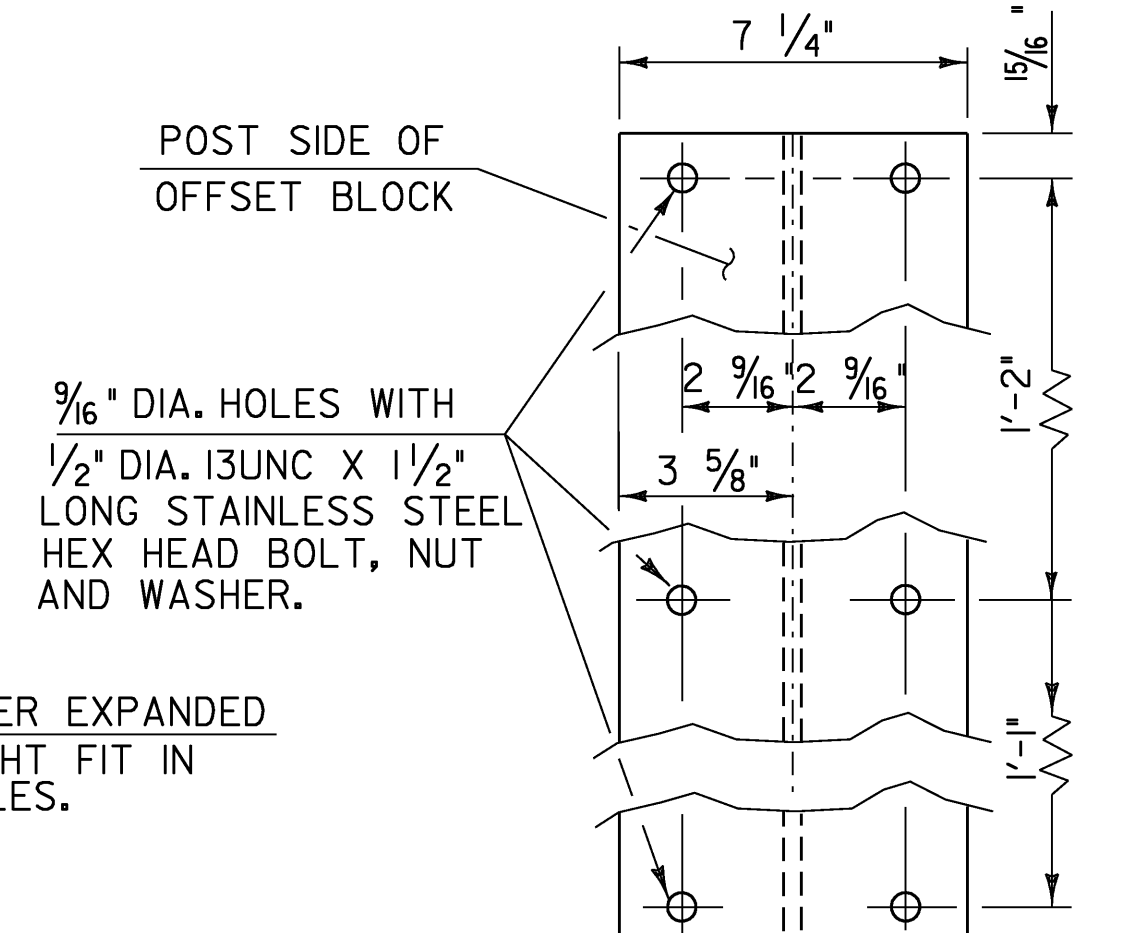 7 1/4"
15/16"
POST SIDE OF
OFFSET BLOCK
2 9/16" 2 9/16"
1'-2"
9/16" DIA. HOLES WITH
1/2" DIA. 13UNC X 1 1/2"
LONG STAINLESS STEEL
HEX HEAD BOLT, NUT
AND WASHER.
3 5/8"
ER EXPANDED
HT FIT IN
LES.
1'-1"